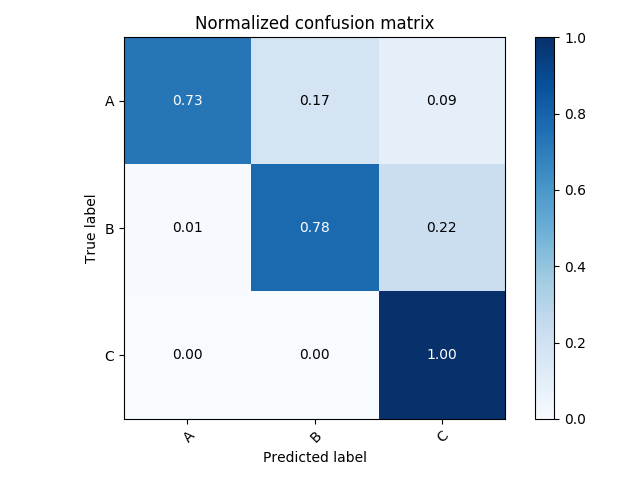 Normalized confusion matrix
A 0.73 0.17 0.09
B 0.01 0.78 0.22
C 0.00 0.00 1.00
True label
A B C
Predicted label
1.0
0.8
0.6
0.4
0.2
0.0